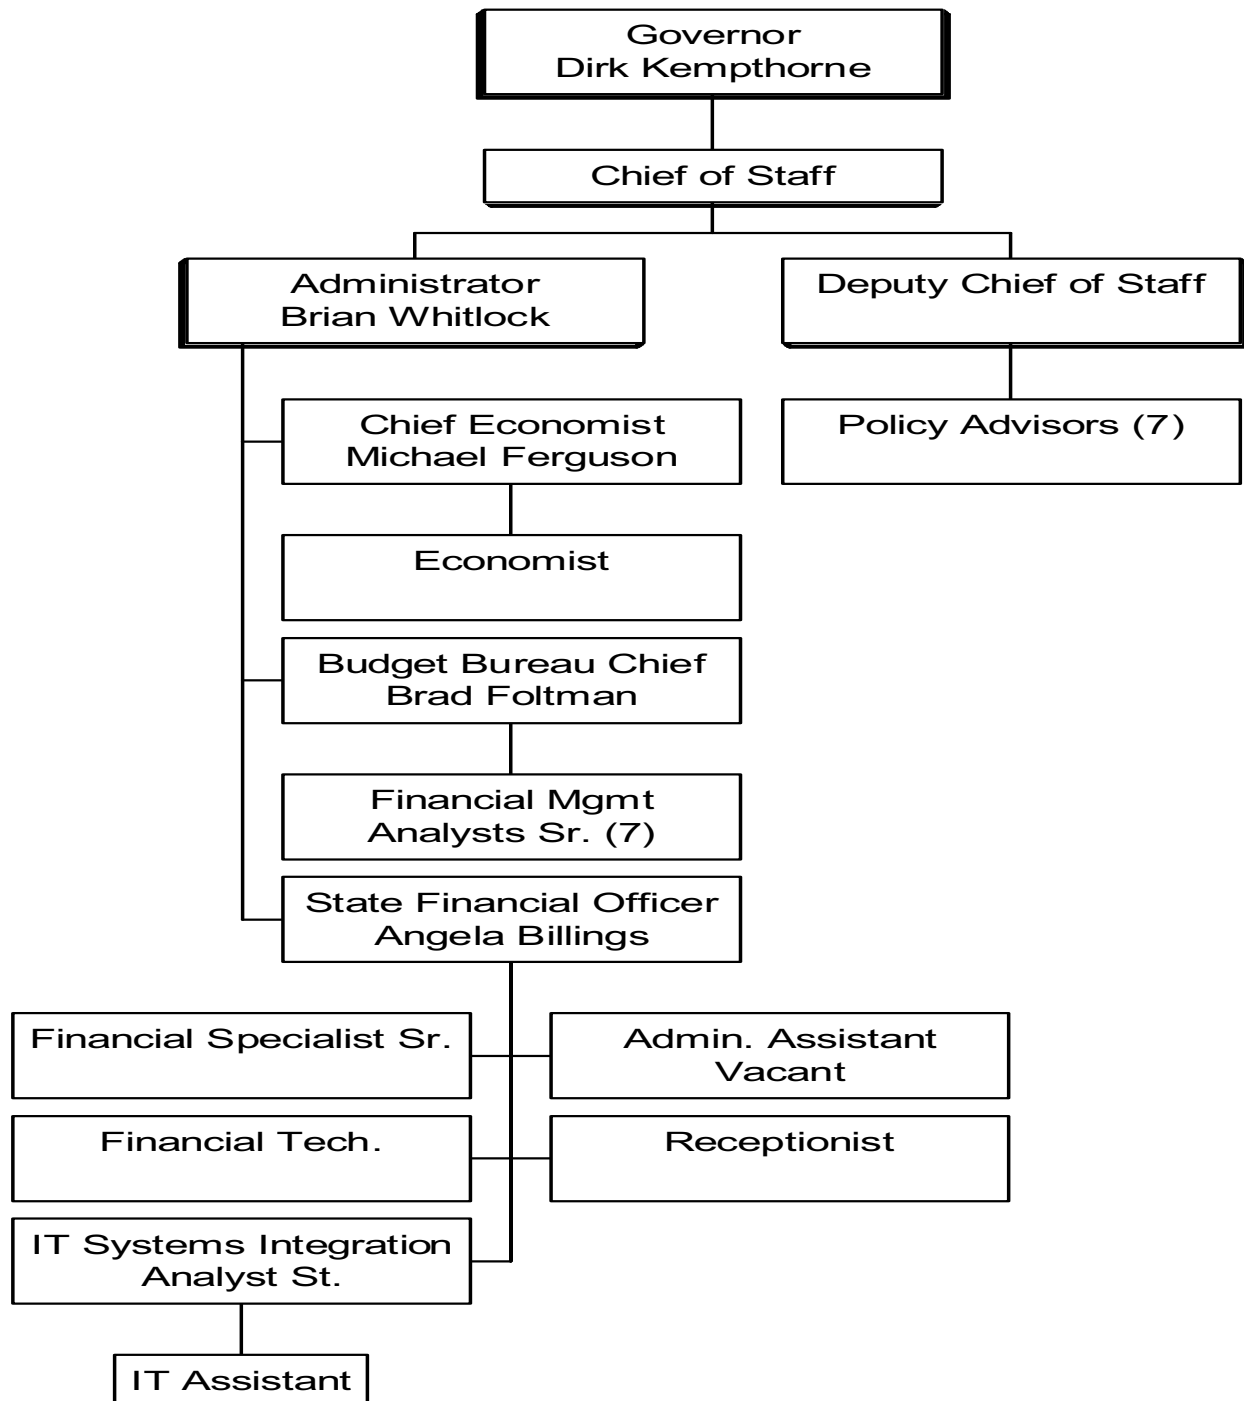 Governor
Dirk Kempthorne
Chief of Staff
Administrator
Brian Whitlock
Deputy Chief of Staff
Chief Economist
Michael Ferguson
Policy Advisors (7)
Economist
Budget Bureau Chief
Brad Foltman
Financial Mgmt
Analysts Sr. (7)
State Financial Officer
Angela Billings
Financial Specialist Sr.
Admin. Assistant
Vacant
Financial Tech.
Receptionist
IT Systems Integration
Analyst St.
IT Assistant